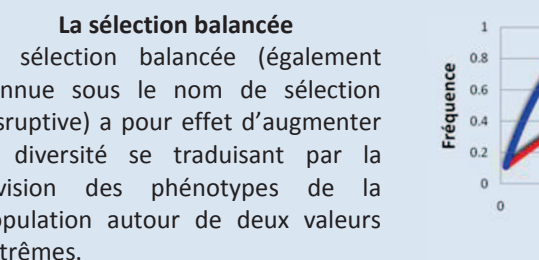 La sélection balancée
sélection balancée (également
nnue sous le nom de sélection
sruptive) a pour effet d'augmenter
diversité se traduisant par la
vision des phénotypes de la
opulation autour de deux valeurs
trêmes.
Fréquence
1
0.8
0.6
0.4
0.2
0
0